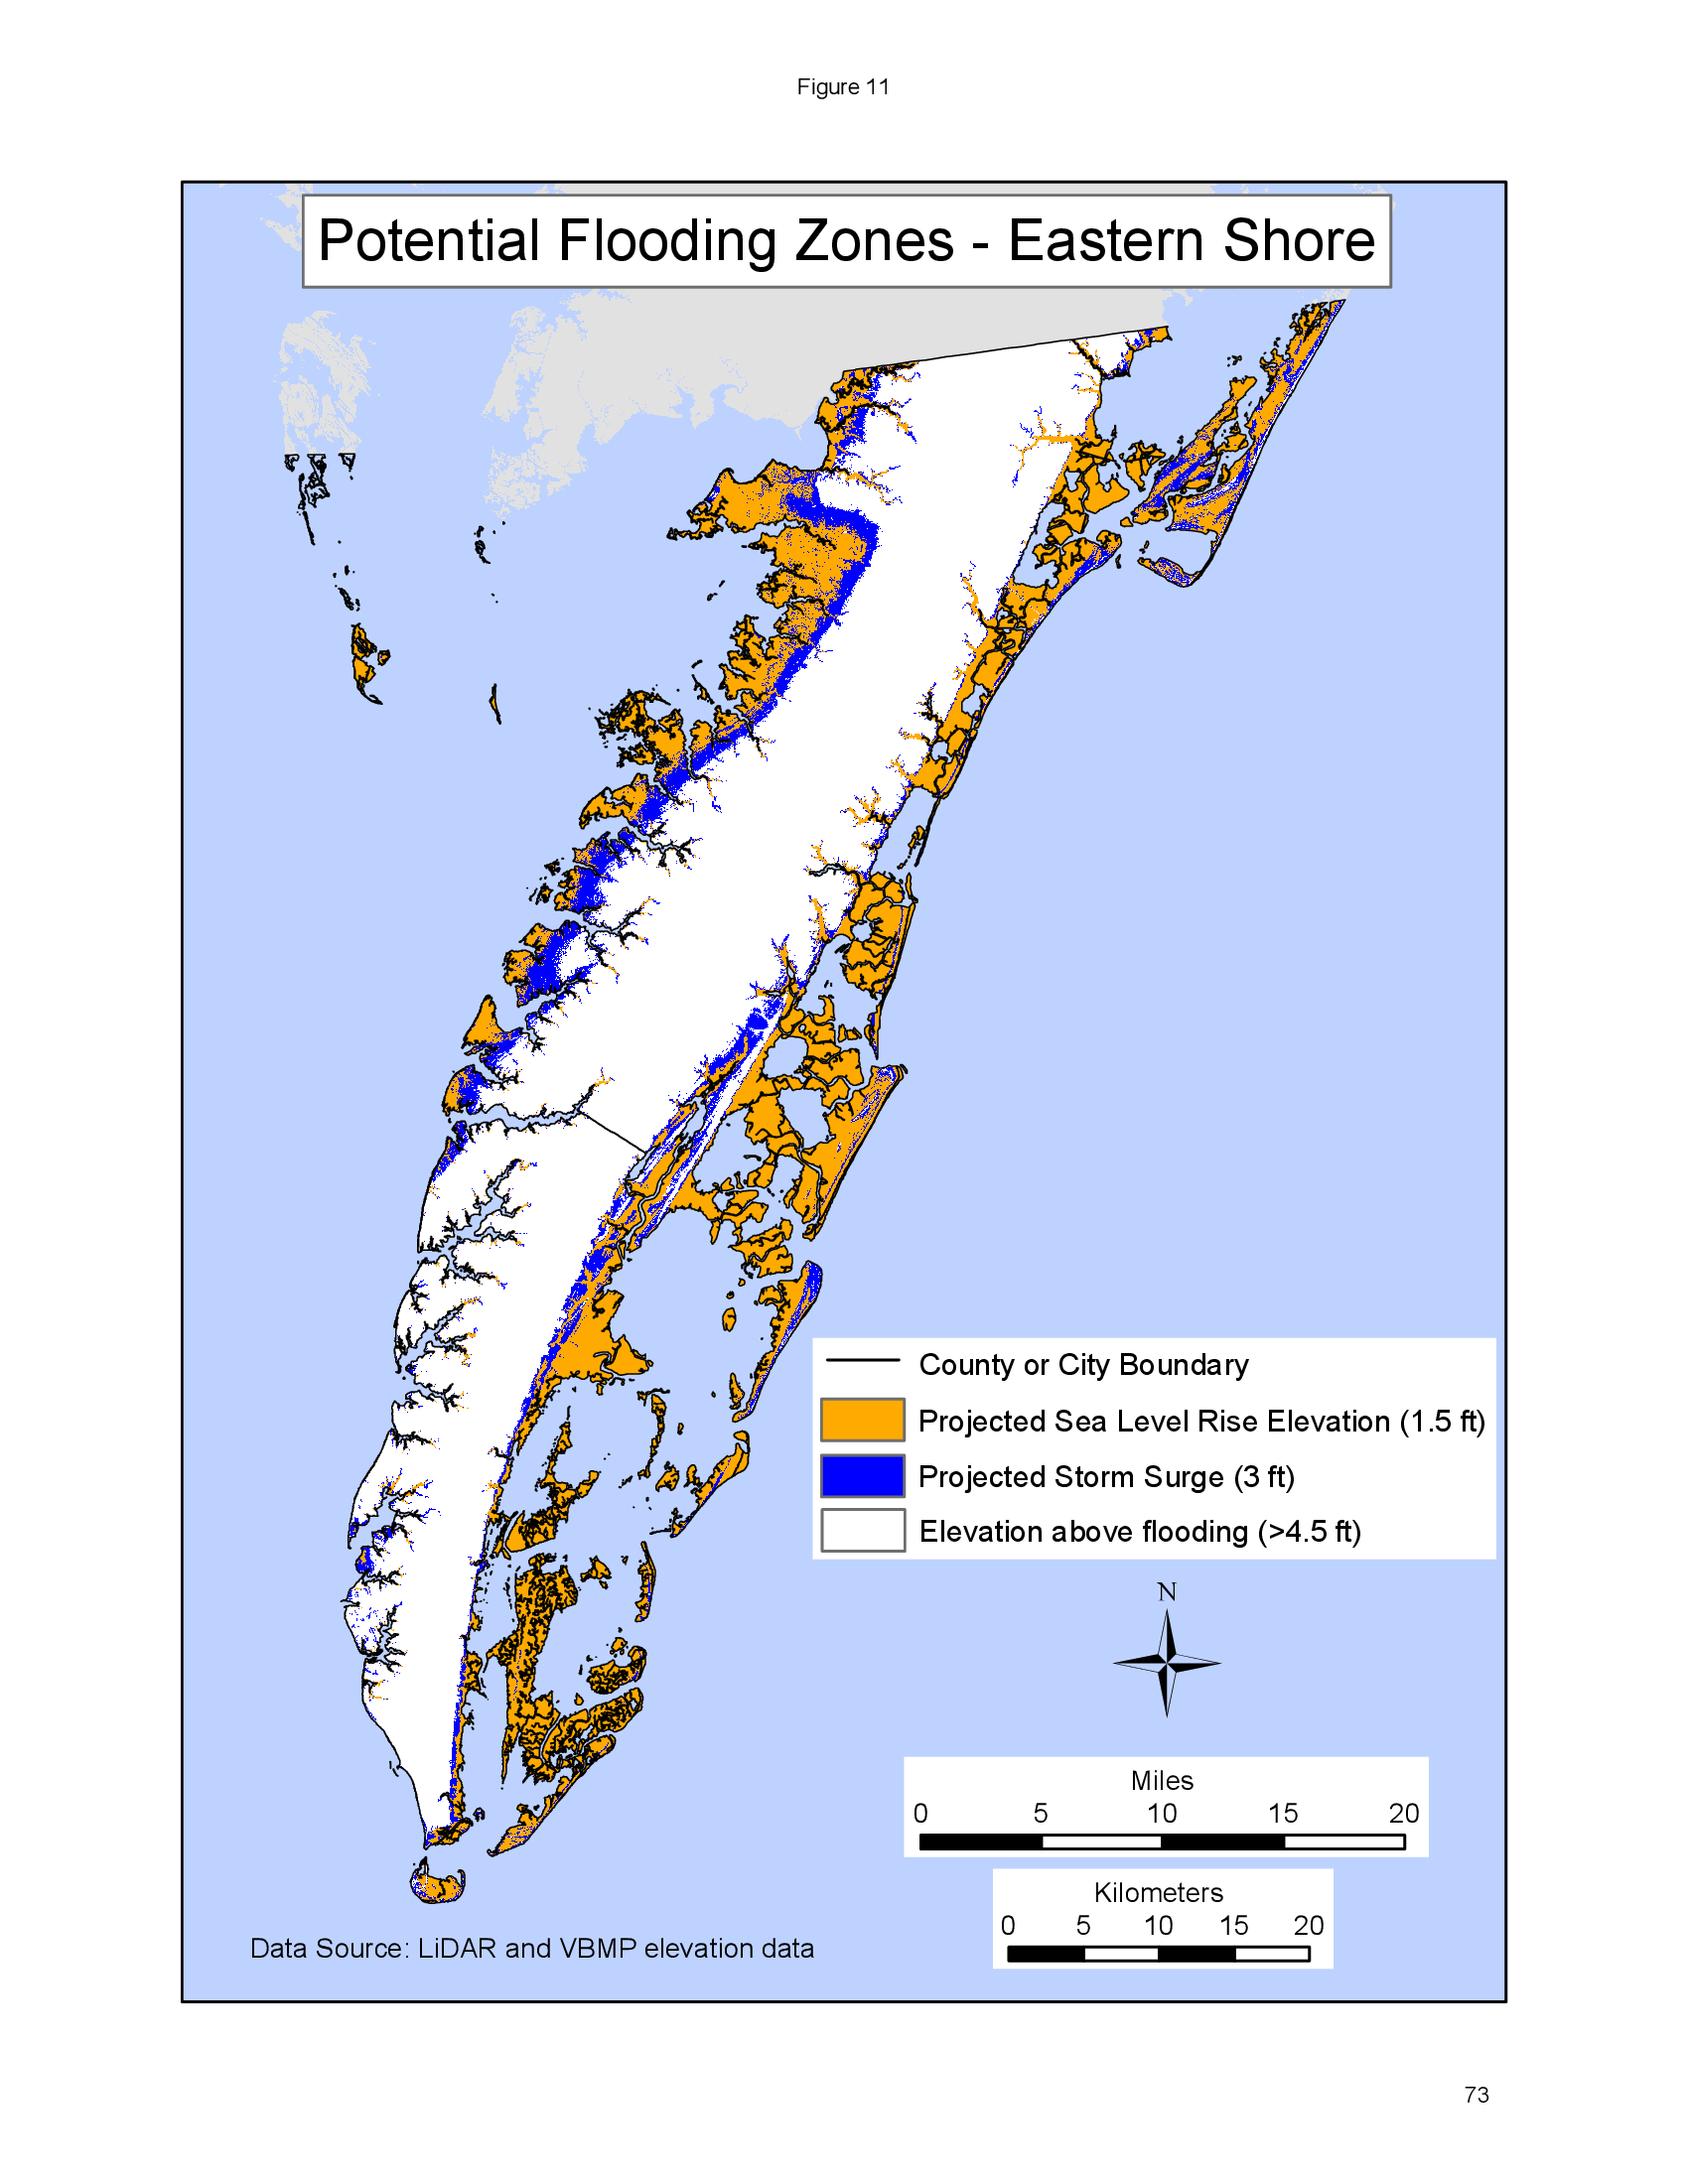 Figure 11
Potential Flooding Zones - Eastern Shore
County or City Boundary
Projected Sea Level Rise Elevation (1.5 ft)
Projected Storm Surge (3 ft)
Elevation above flooding (>4.5 ft)
N
Miles
0 5 10 15 20
Kilometers
0 5 10 15 20
Data Source: LiDAR and VBMP elevation data
73